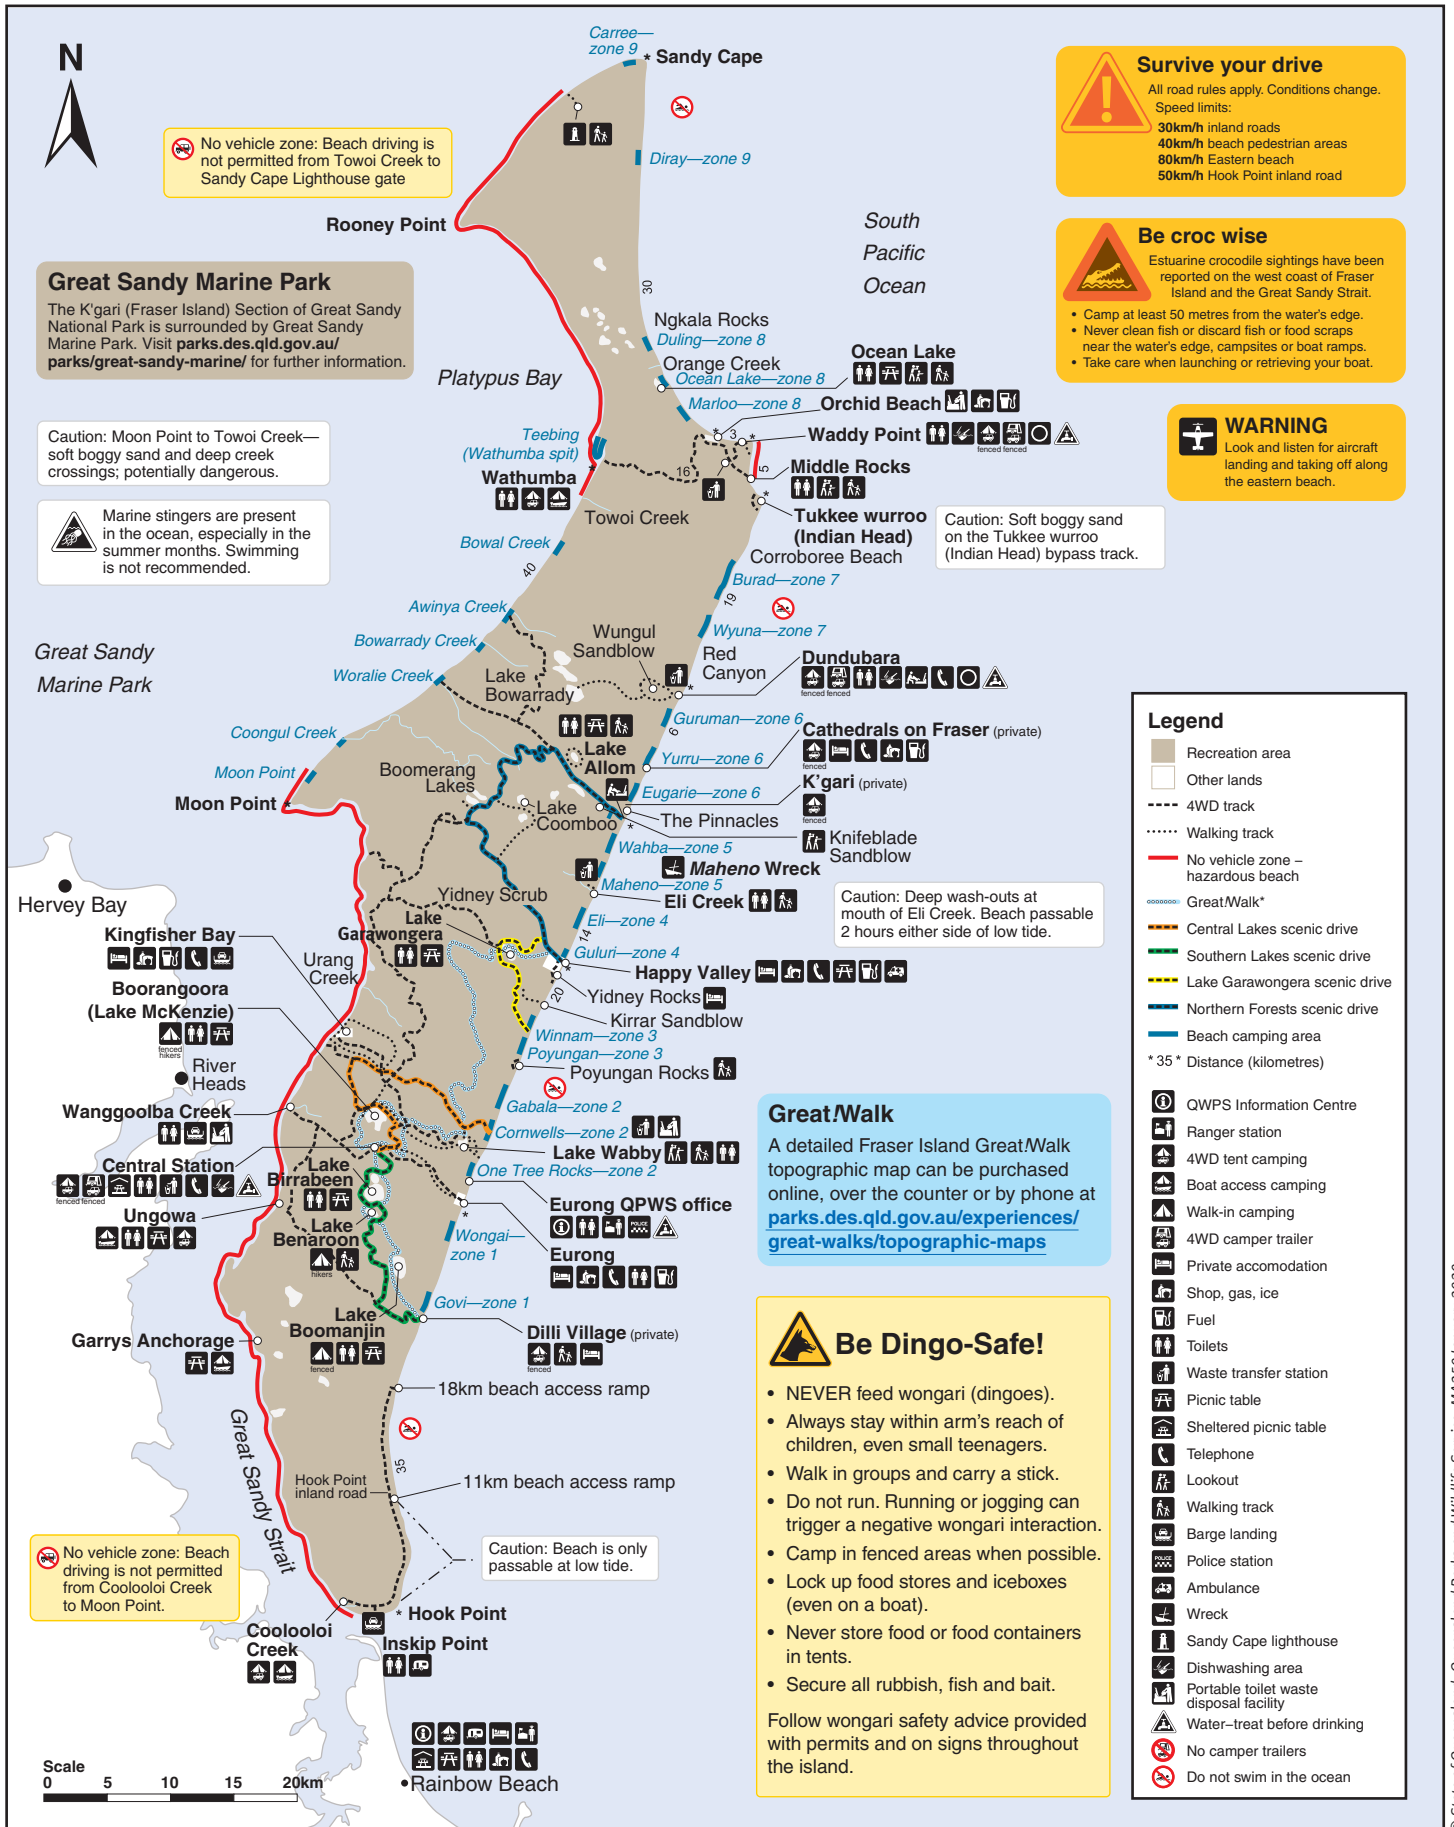 N
Carree—
zone 9
* Sandy Cape
No vehicle zone: Beach driving is
not permitted from Towoi Creek to
Sandy Cape Lighthouse gate
Diray—zone 9
Rooney Point
South
Pacific
Ocean
Survive your drive
All road rules apply. Conditions change.
Speed limits:
30km/h inland roads
40km/h beach pedestrian areas
80km/h Eastern beach
50km/h Hook Point inland road
Be croc wise
Estuarine crocodile sightings have been
reported on the west coast of Fraser
Island and the Great Sandy Strait.
• Camp at least 50 metres from the water's edge.
• Never clean fish or discard fish or food scraps
near the water's edge, campsites or boat ramps.
• Take care when launching or retrieving your boat.
WARNING
Look and listen for aircraft
landing and taking off along
the eastern beach.
Great Sandy Marine Park
The K'gari (Fraser Island) Section of Great Sandy
National Park is surrounded by Great Sandy
Marine Park. Visit parks.des.qld.gov.au/
parks/great-sandy-marine/ for further information.
Caution: Moon Point to Towoi Creek—
soft boggy sand and deep creek
crossings; potentially dangerous.
Marine stingers are present
in the ocean, especially in the
summer months. Swimming
is not recommended.
30
Ngkala Rocks
Duling—zone 8
Orange Creek
Ocean Lake—zone 8
Ocean Lake
Platypus Bay
Marloo—zone 8
Orchid Beach
* 3 *
Waddy Point
fenced fenced
Teebing
(Wathumba spit)
Wathumba
*
16
5
Middle Rocks
*
Tukkee wurroo
(Indian Head)
Caution: Soft boggy sand
on the Tukkee wurroo
(Indian Head) bypass track.
Towoi Creek
Corroboree Beach
Bowal Creek
40
Burad—zone 7
19
Awinya Creek
Wyuna—zone 7
Bowarrady Creek
Wungul
Sandblow
Red
Canyon
Woralie Creek
Great Sandy
Marine Park
Lake
Bowarrady
*
Dundubara
fenced fenced
Guruman—zone 6
6
Cathedrals on Fraser (private)
fenced
Coongul Creek
Lake
Allom
Yurru—zone 6
Moon Point
Moon Point
*
Boomerang
Lakes
K'gari (private)
fenced
Eugarie—zone 6
Lake
Coomboo
The Pinnacles
*
Knifeblade
Sandblow
Wahba—zone 5
Maheno Wreck
Maheno—zone 5
Eli Creek
Caution: Deep wash-outs at
mouth of Eli Creek. Beach passable
2 hours either side of low tide.
Hervey Bay
Yidney Scrub
Eli—zone 4
14
Lake
Garawongera
Guluri—zone 4
Kingfisher Bay
Urang
Creek
*
Happy Valley
Yidney Rocks
20
Kirrar Sandblow
Boorangoora
(Lake McKenzie)
fenced
hikers
Winnam—zone 3
Poyungan—zone 3
Poyungan Rocks
River
Heads
Wanggoolba Creek
Gabala—zone 2
Cornwells—zone 2
Lake Wabby
Central Station
fenced fenced
Lake
Birrabeen
One Tree Rocks—zone 2
Ungowa
Eurong QPWS office
POLICE
*
Lake
Benaroon
hikers
Wongai—
zone 1
Eurong
Govi—zone 1
Lake
Boomanjin
fenced
Dilli Village (private)
fenced
Garrys Anchorage
18km beach access ramp
Great Sandy Strait
Hook Point
inland road
35
11km beach access ramp
Caution: Beach is only
passable at low tide.
No vehicle zone: Beach
driving is not permitted
from Coolooloi Creek
to Moon Point.
* Hook Point
Coolooloi
Creek
Inskip Point
Rainbow Beach
Scale
0 5 10 15 20km
Great!Walk
A detailed Fraser Island Great!Walk
topographic map can be purchased
online, over the counter or by phone at
parks.des.qld.gov.au/experiences/
great-walks/topographic-maps
Be Dingo-Safe!
• NEVER feed wongari (dingoes).
• Always stay within arm's reach of
children, even small teenagers.
• Walk in groups and carry a stick.
• Do not run. Running or jogging can
trigger a negative wongari interaction.
• Camp in fenced areas when possible.
• Lock up food stores and iceboxes
(even on a boat).
• Never store food or food containers
in tents.
• Secure all rubbish, fish and bait.
Follow wongari safety advice provided
with permits and on signs throughout
the island.
Legend
Recreation area
Other lands
4WD track
Walking track
No vehicle zone –
hazardous beach
Great!Walk*
Central Lakes scenic drive
Southern Lakes scenic drive
Lake Garawongera scenic drive
Northern Forests scenic drive
Beach camping area
* 35 * Distance (kilometres)
QWPS Information Centre
Ranger station
4WD tent camping
Boat access camping
Walk-in camping
4WD camper trailer
Private accomodation
Shop, gas, ice
Fuel
Toilets
Waste transfer station
Picnic table
Sheltered picnic table
Telephone
Lookout
Walking track
Barge landing
POLICE
Police station
Ambulance
Wreck
Sandy Cape lighthouse
Dishwashing area
Portable toilet waste
disposal facility
Water–treat before drinking
No camper trailers
Do not swim in the ocean